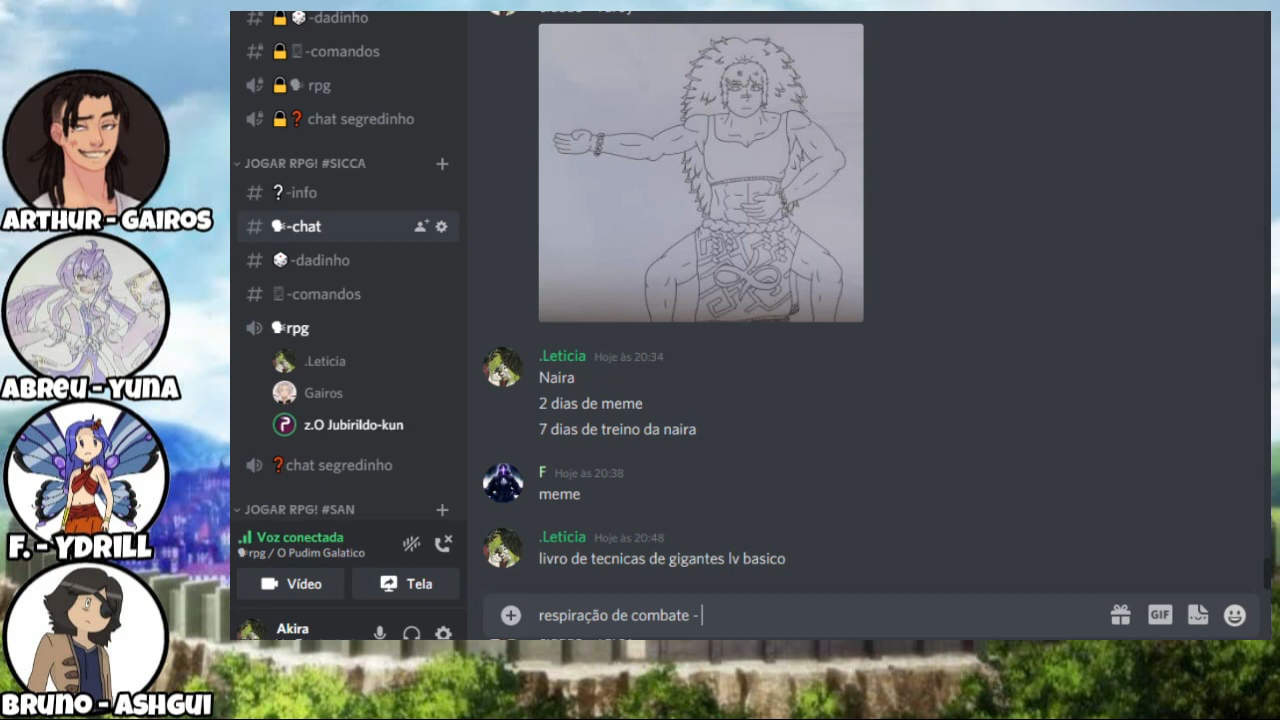 -dadinho
-comandos
rpg
chat segredinho
JOGAR RPG! #SICCA
-info
-chat
-dadinho
-comandos
rpg
.Leticia
Gairos
z.O Jubirildo-kun
chat segredinho
JOGAR RPG! #SAN
Voz conectada
rpg / O Pudim Galatico
Vídeo
Tela
Akira
.Leticia Hoje às 20:34
Naira
2 dias de meme
7 dias de treino da naira
F Hoje às 20:38
meme
.Leticia Hoje às 20:48
livro de tecnicas de gigantes lv basico
respiração de combate -
GIF
ARTHUR - GAIROS
ABREU - YUNA
F. - YDRILL
BRUNO - ASHGUI